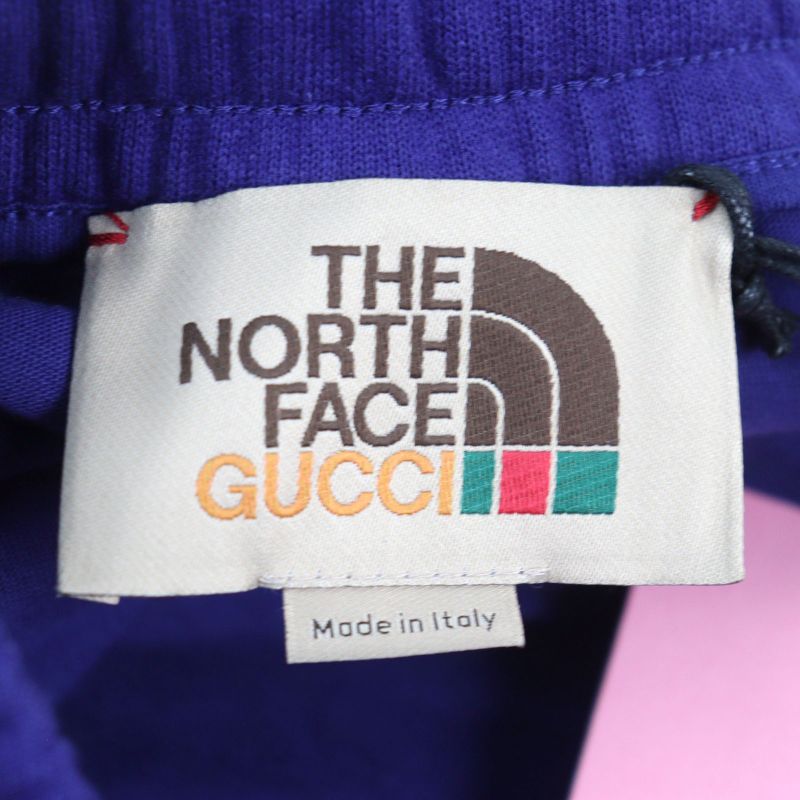 THE
NORTH
FACE
GUCCI
Made in Italy